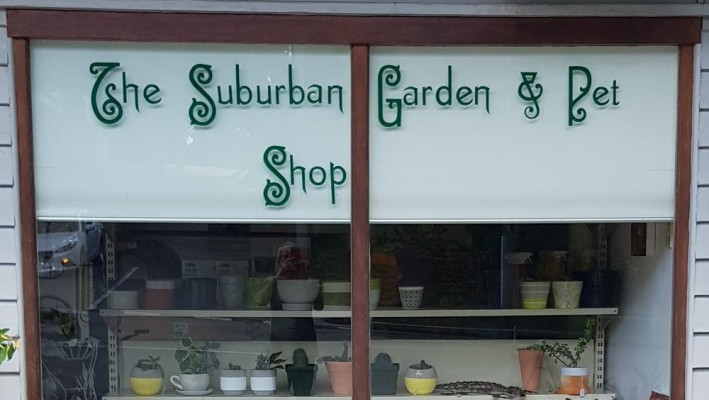 The Suburban Garden & Pet
Shop